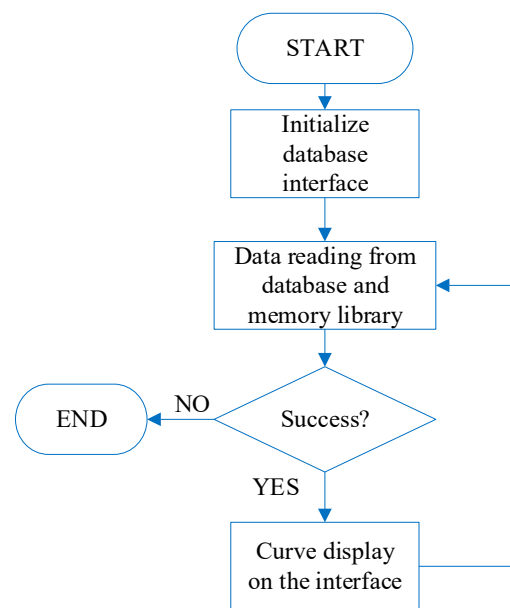 START
Initialize
database
interface
Data reading from
database and
memory library
NO
END
Success?
YES
Curve display
on the interface